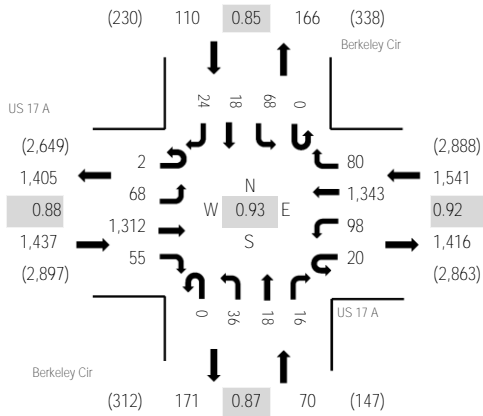 (230) 110 0.85 166 (338)
Berkeley Cir
US 17 A
24 18 68 0
(2,649) (2,888)
2 80
1,405 1,541
68 N 1,343
0.88 W 0.93 E 0.92
1,312 98
1,437 S 1,416
55 20
(2,897) (2,863)
0 36 18 16
US 17 A
Berkeley Cir
(312) 171 0.87 70 (147)